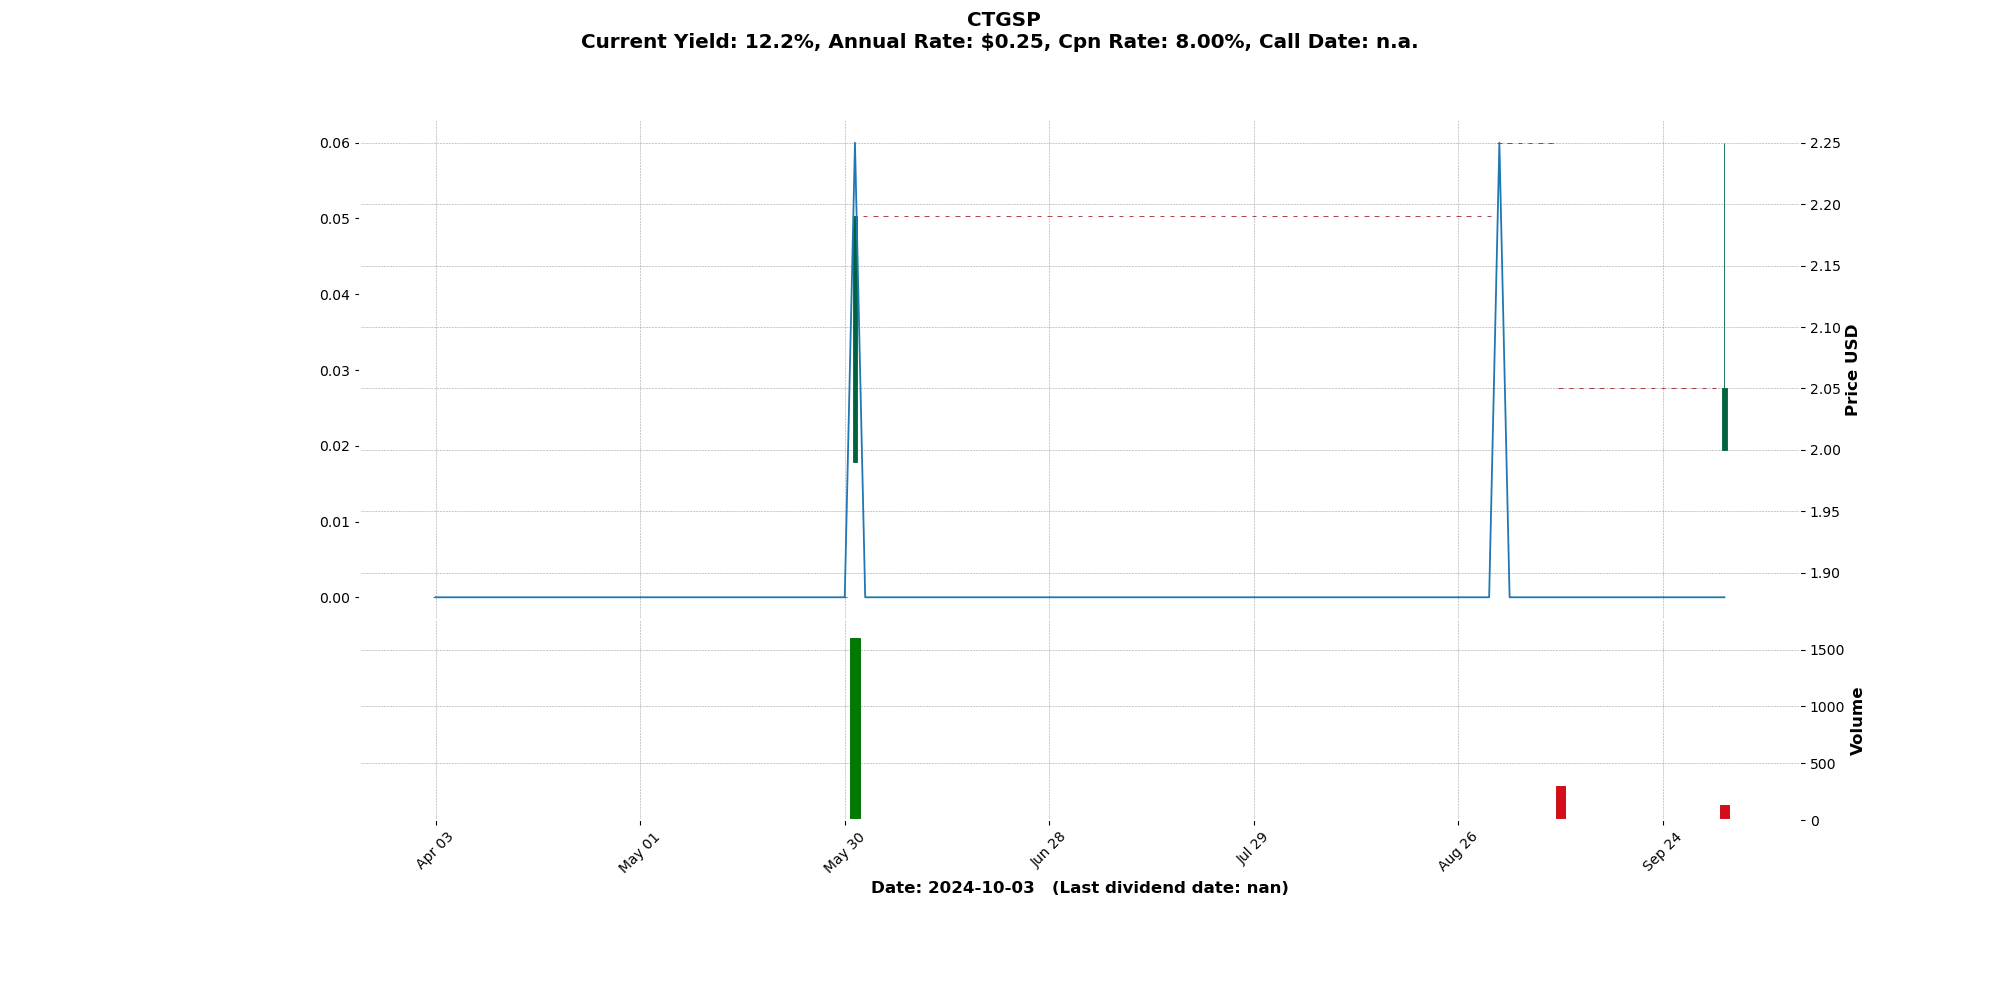 CTGSP
Current Yield: 12.2%, Annual Rate: $0.25, Cpn Rate: 8.00%, Call Date: n.a.
0.06
0.05
0.04
0.03
0.02
0.01
0.00
2.25
2.20
2.15
2.10
2.05
2.00
1.95
1.90
Price USD
1500
1000
500
0
Volume
Apr 03
May 01
May 30
Jun 28
Jul 29
Aug 26
Sep 24
Date: 2024-10-03 (Last dividend date: nan)